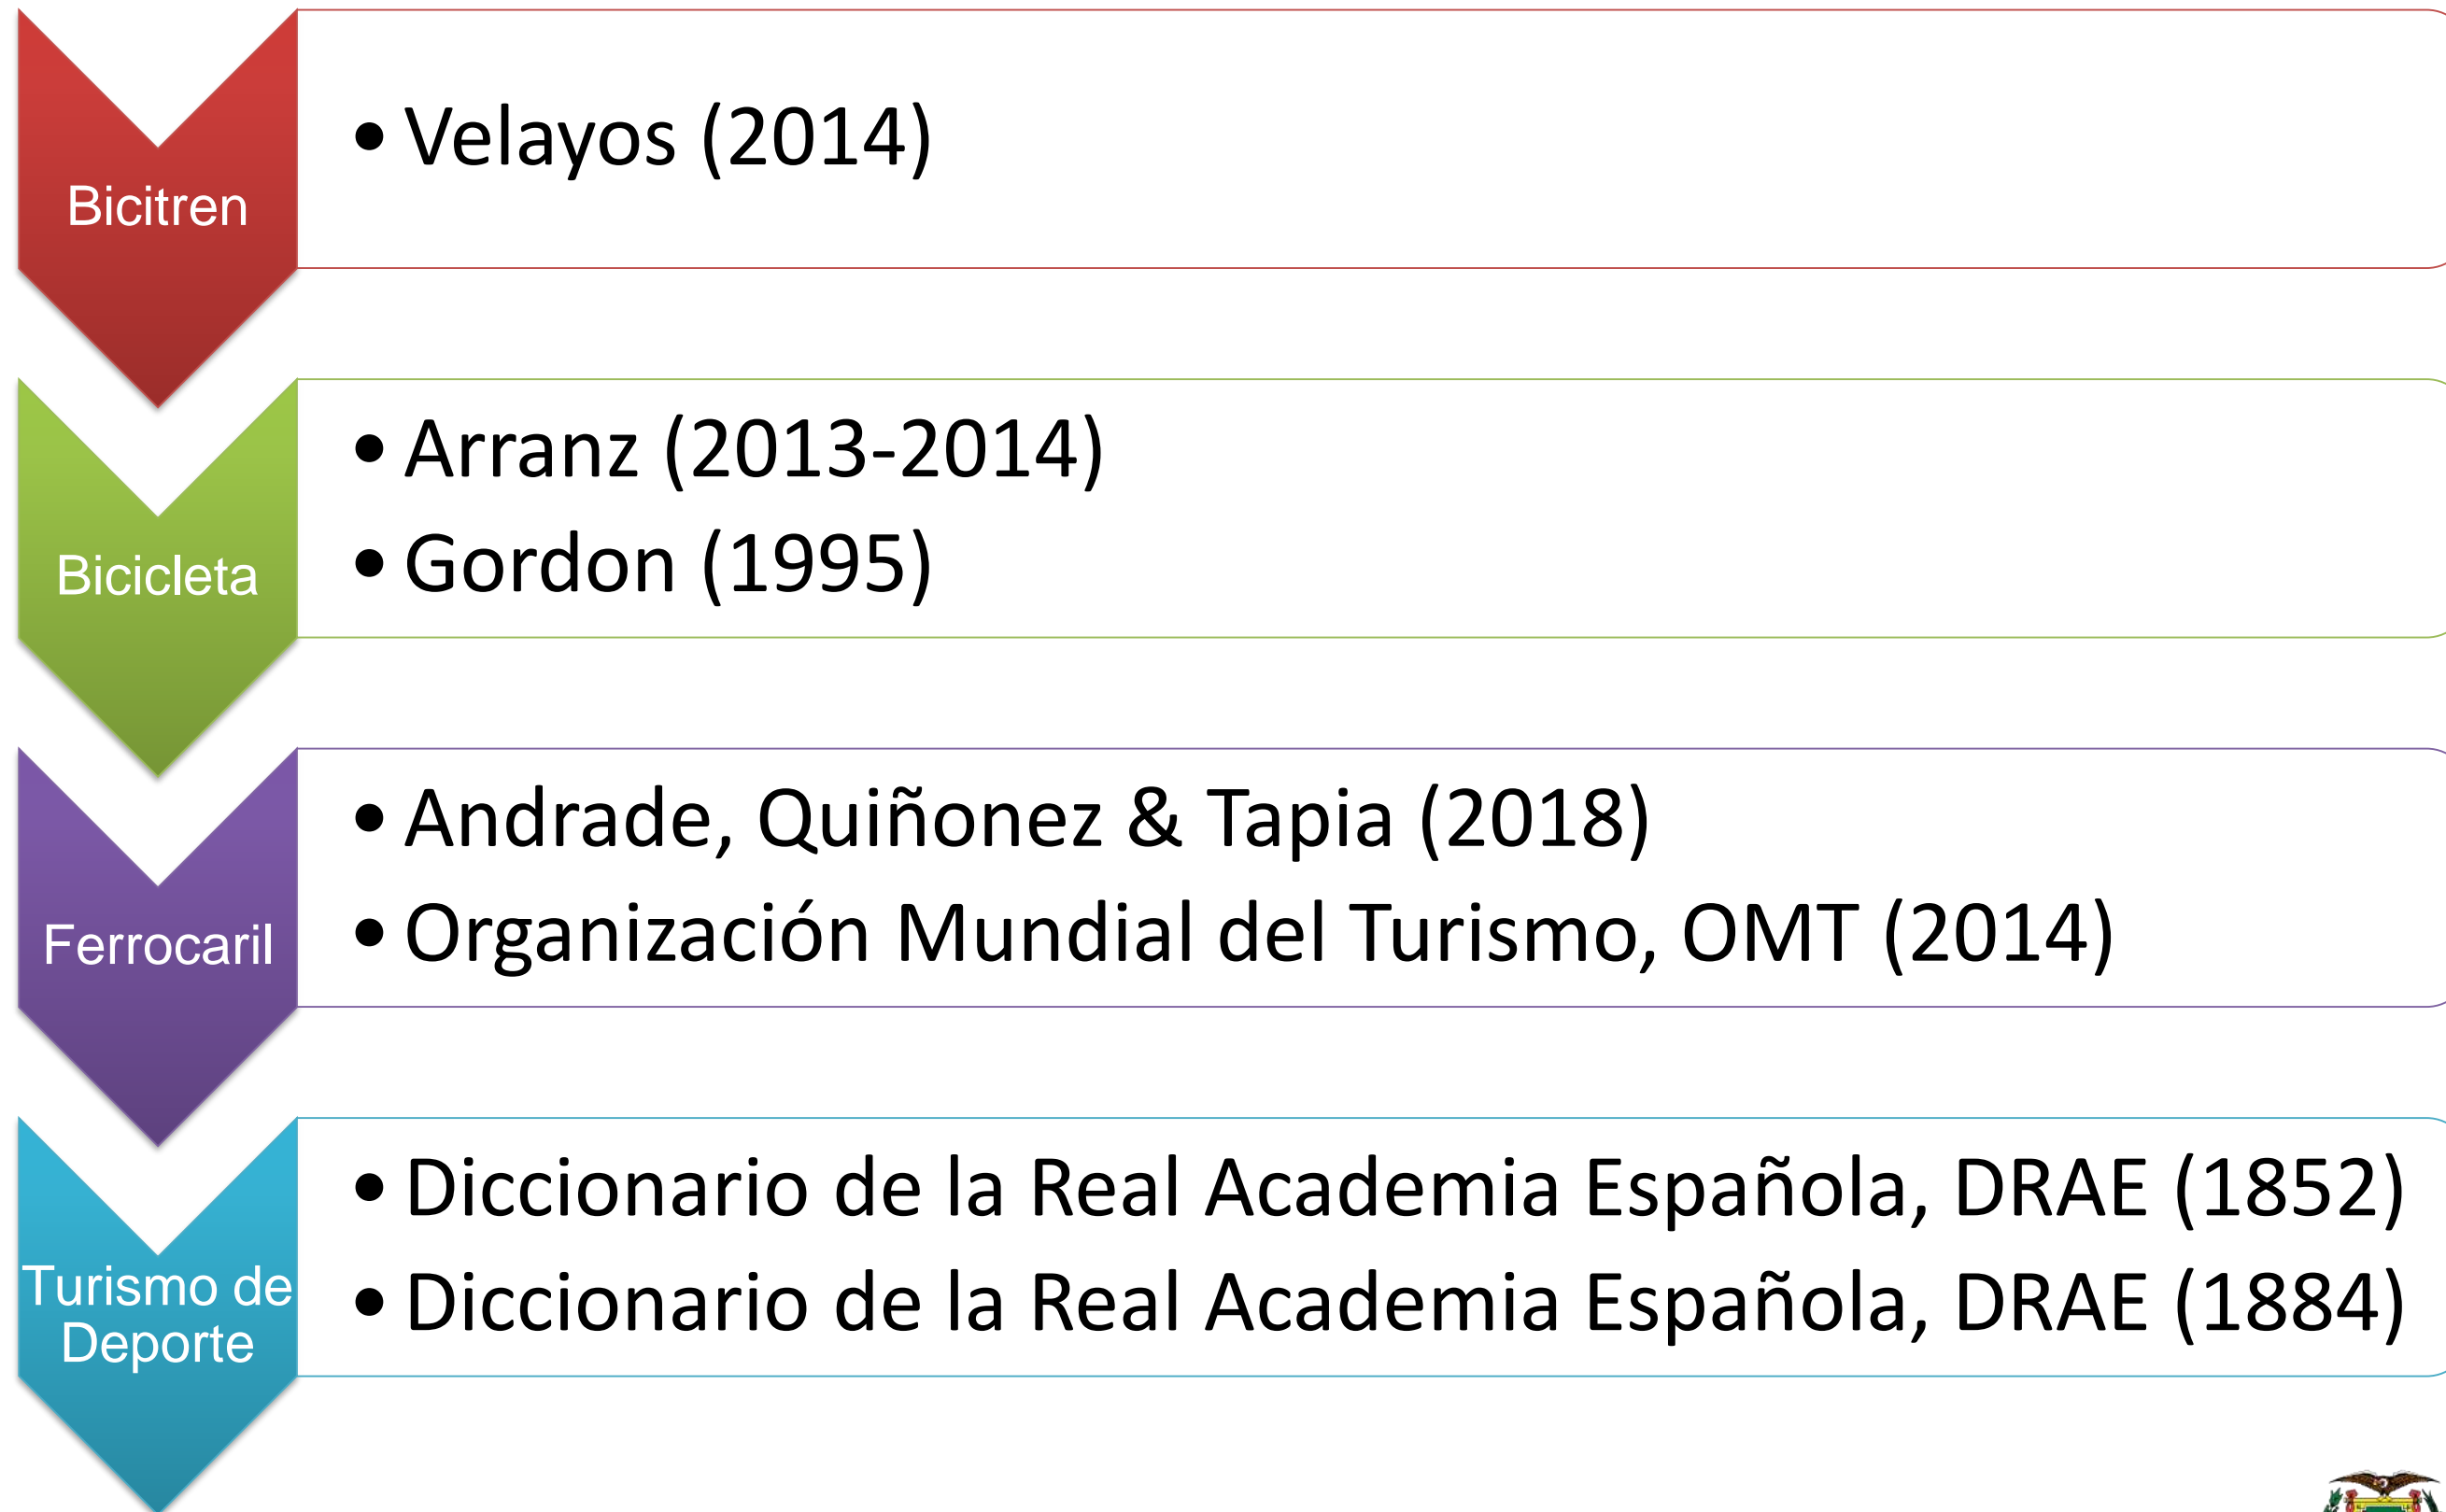 Bicitren
• Velayos (2014)
Bicicleta
• Arranz (2013-2014)
• Gordon (1995)
Ferrocaril
• Andrade, Quiñonez & Tapia (2018)
• Organización Mundial del Turismo, OMT (2014)
Turismo de
Deporte
• Diccionario de la Real Academia Española, DRAE (1852)
• Diccionario de la Real Academia Española, DRAE (1884)